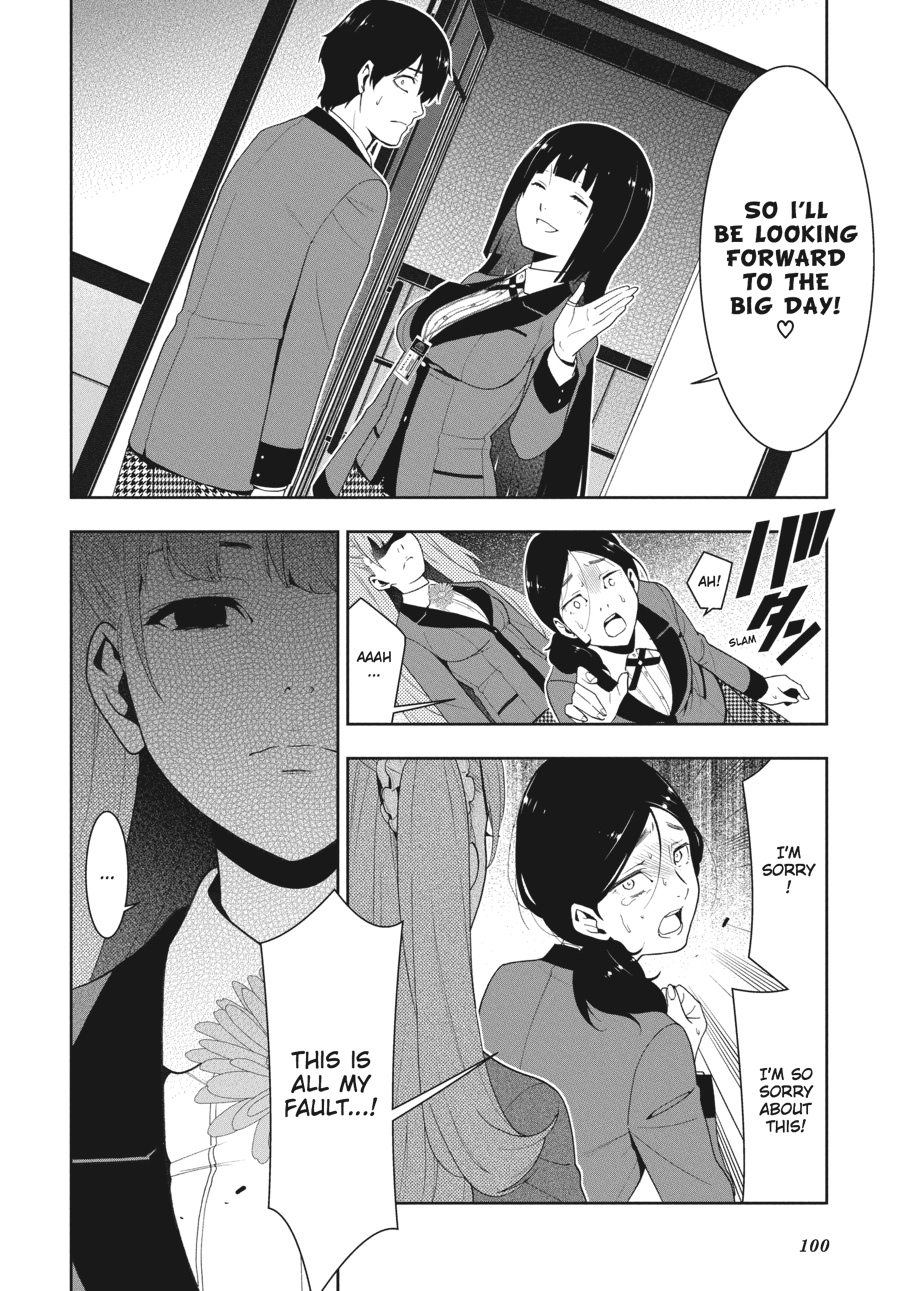 SO I'LL
BE LOOKING
FORWARD
TO THE
BIG DAY!
♡
バタン
SLAM
AH!
AAAH
...
I'M
SORRY
!
I'M SO
SORRY
ABOUT
THIS!
THIS IS
ALL MY
FAULT...!
...
100